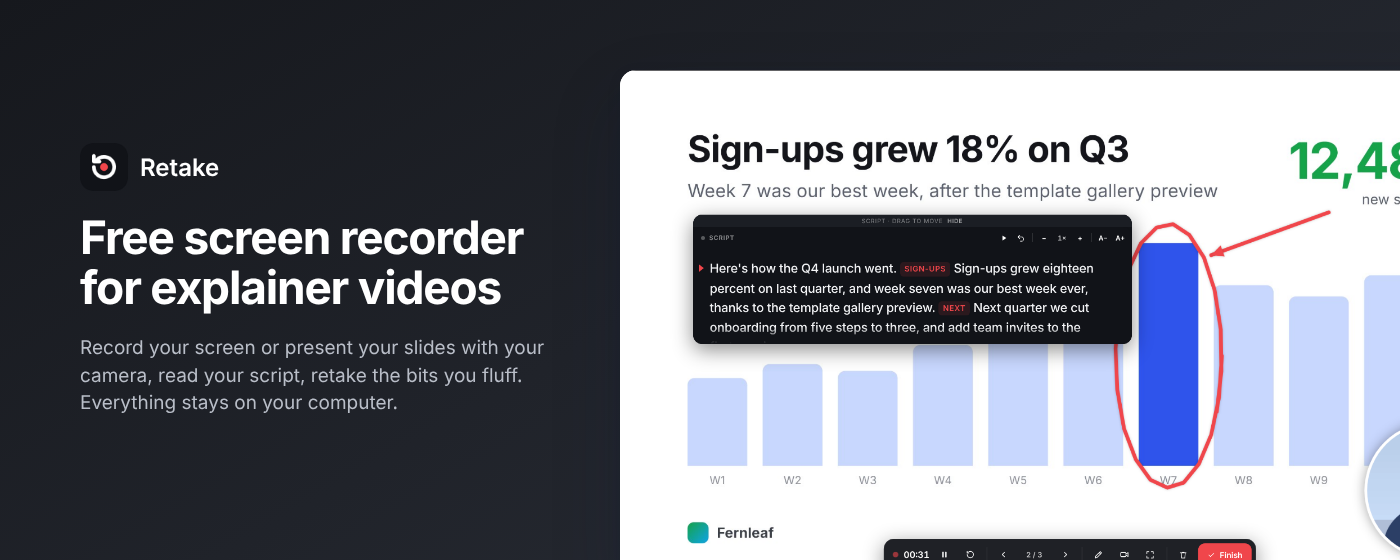 Retake
Free screen recorder
for explainer videos
Record your screen or present your slides with your
camera, read your script, retake the bits you fluff.
Everything stays on your computer.
Sign-ups grew 18% on Q3
Week 7 was our best week, after the template gallery preview
12,48
new s
SCRIPT · DRAG TO MOVE HIDE
SCRIPT
− 1× + A− A+
Here's how the Q4 launch went. SIGN-UPS Sign-ups grew eighteen
percent on last quarter, and week seven was our best week ever,
thanks to the template gallery preview. NEXT Next quarter we cut
onboarding from five steps to three, and add team invites to the
W1 W2 W3 W4 W5 W6 W7 W8 W9
Fernleaf
00:31 2 / 3 Finish